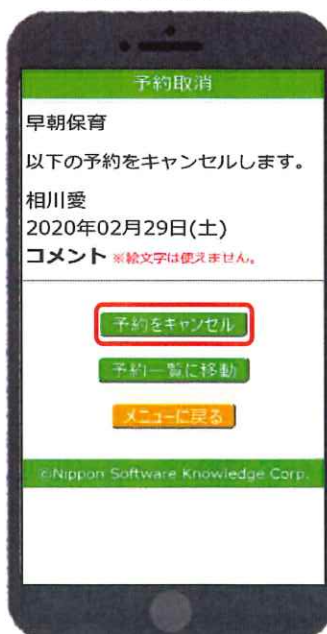 予約取消
早朝保育
以下の予約をキャンセルします。
相川愛
2020年02月29日(土)
コメント ※絵文字は使えません。
予約をキャンセル
予約一覧に移動
メニューに戻る
©Nippon Software Knowledge Corp.